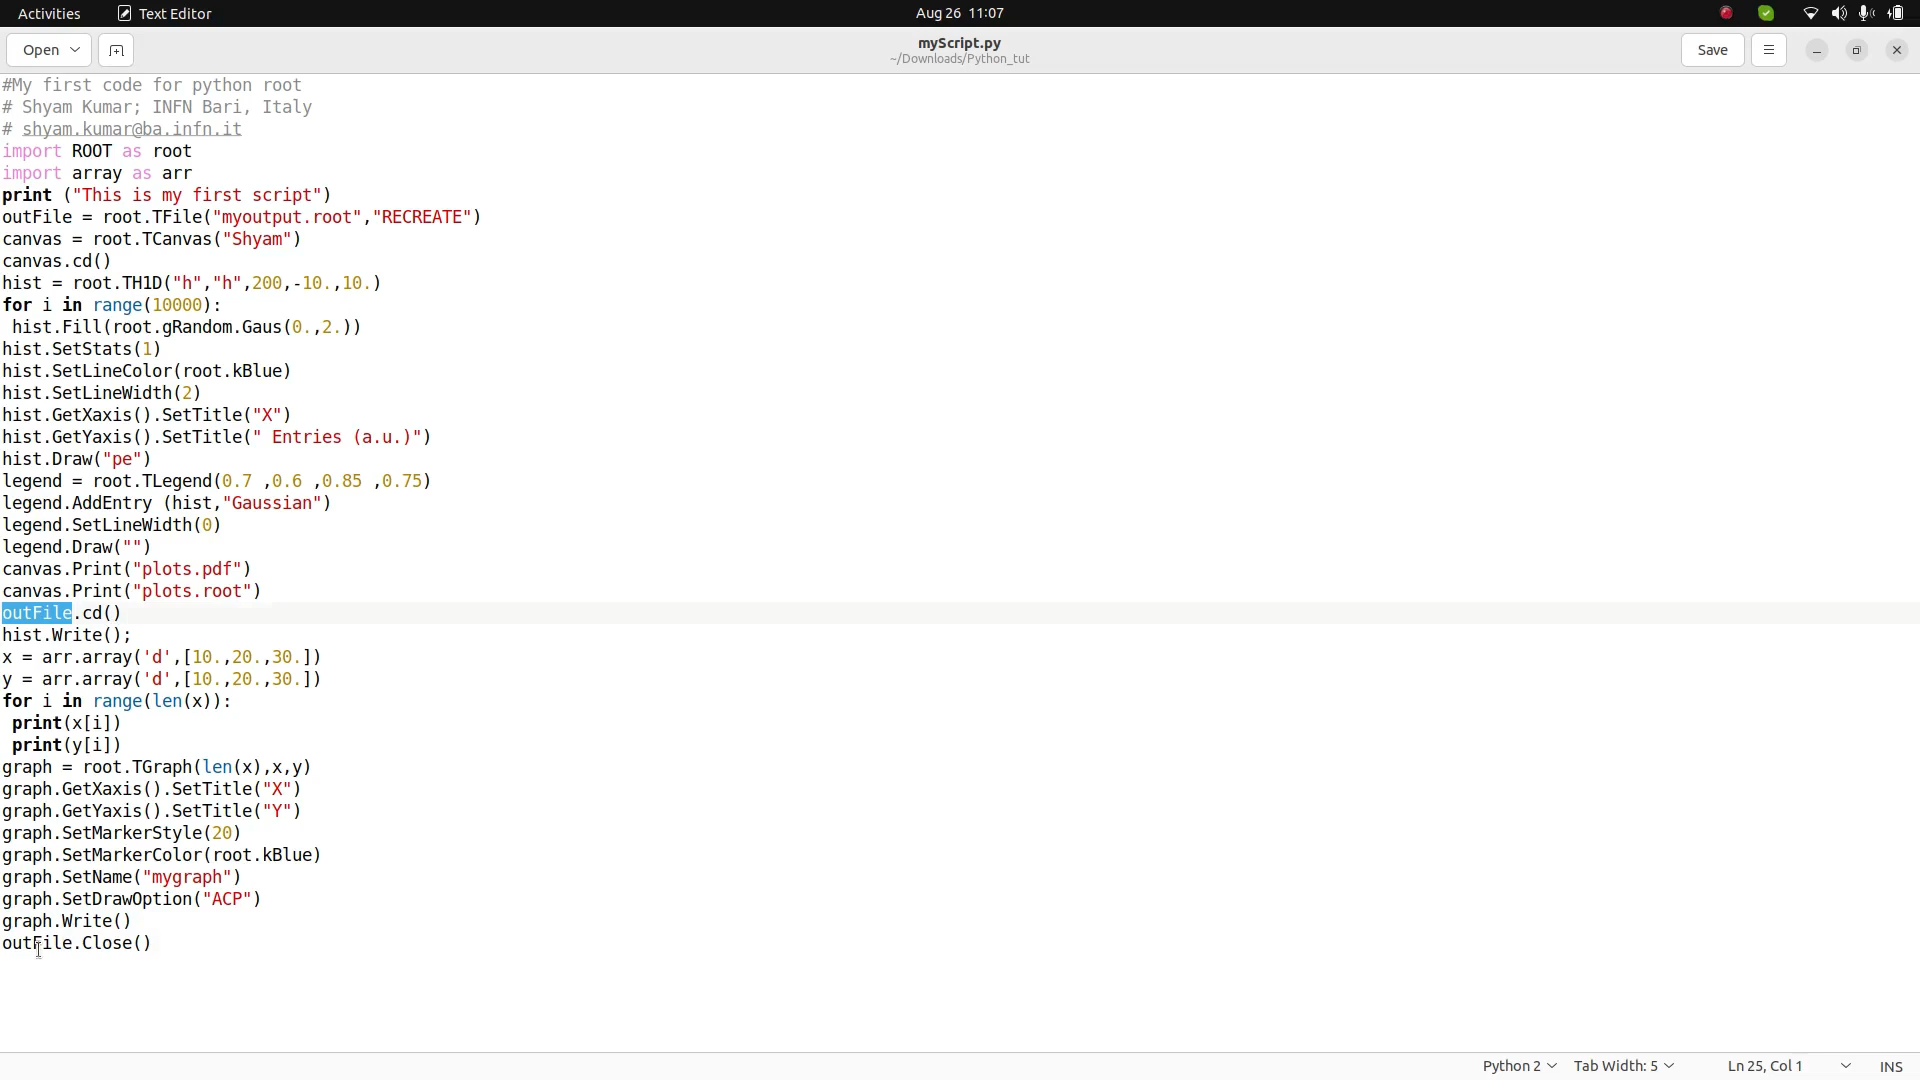 Activities Text Editor Aug 26 11:07
Open myScript.py Save
~/Downloads/Python_tut
#My first code for python root
# Shyam Kumar; INFN Bari, Italy
# shyam.kumar@ba.infn.it
import ROOT as root
import array as arr
print ("This is my first script")
outFile = root.TFile("myoutput.root","RECREATE")
canvas = root.TCanvas("Shyam")
canvas.cd()
hist = root.TH1D("h","h",200,-10.,10.)
for i in range(10000):
 hist.Fill(root.gRandom.Gaus(0.,2.))
hist.SetStats(1)
hist.SetLineColor(root.kBlue)
hist.SetLineWidth(2)
hist.GetXaxis().SetTitle("X")
hist.GetYaxis().SetTitle(" Entries (a.u.)")
hist.Draw("pe")
legend = root.TLegend(0.7 ,0.6 ,0.85 ,0.75)
legend.AddEntry (hist,"Gaussian")
legend.SetLineWidth(0)
legend.Draw("")
canvas.Print("plots.pdf")
canvas.Print("plots.root")
outFile.cd()
hist.Write();
x = arr.array('d',[10.,20.,30.])
y = arr.array('d',[10.,20.,30.])
for i in range(len(x)):
 print(x[i])
 print(y[i])
graph = root.TGraph(len(x),x,y)
graph.GetXaxis().SetTitle("X")
graph.GetYaxis().SetTitle("Y")
graph.SetMarkerStyle(20)
graph.SetMarkerColor(root.kBlue)
graph.SetName("mygraph")
graph.SetDrawOption("ACP")
graph.Write()
outFile.Close()
Python 2 Tab Width: 5 Ln 25, Col 1 INS